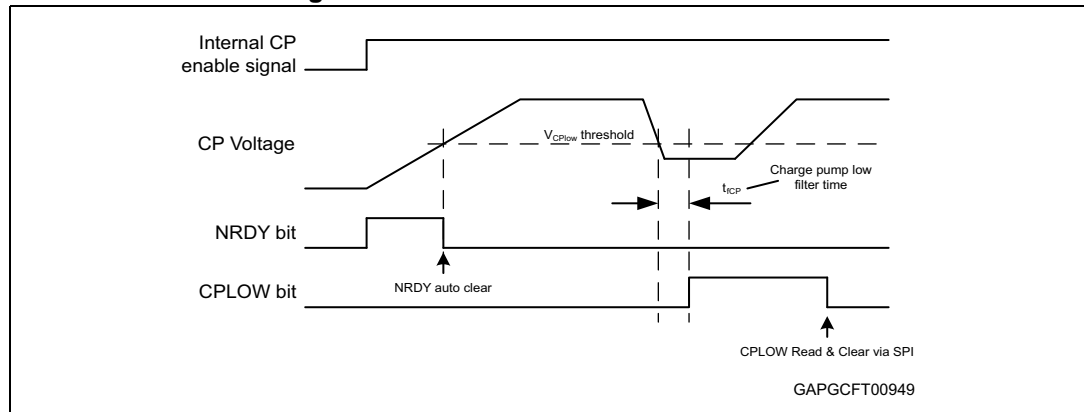 Internal CP
enable signal
CP Voltage
VCPlow threshold
Charge pump low
filter time
tfCP
NRDY bit
NRDY auto clear
CPLOW bit
CPLOW Read & Clear via SPI
GAPGCFT00949